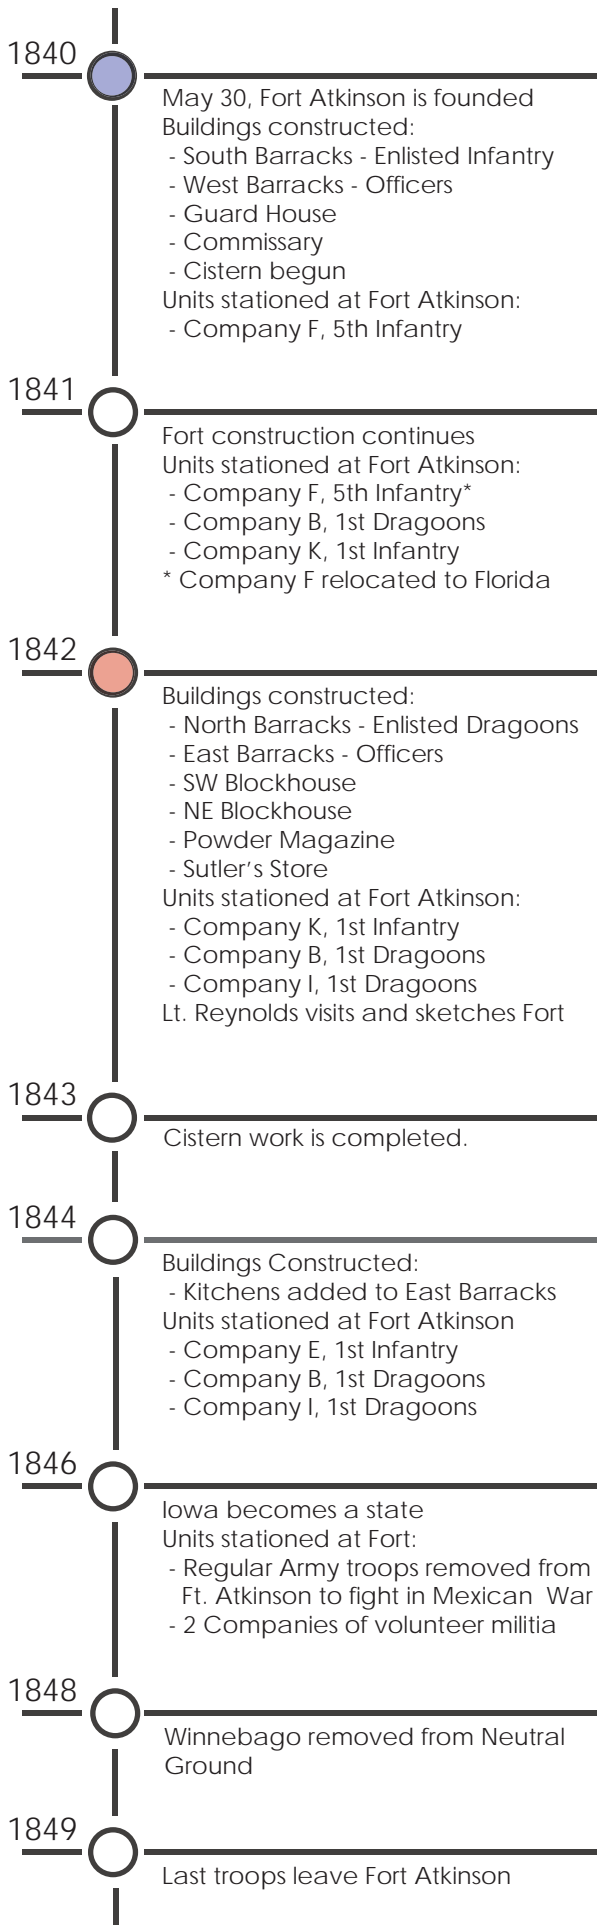 1840
May 30, Fort Atkinson is founded
Buildings constructed:
- South Barracks - Enlisted Infantry
- West Barracks - Officers
- Guard House
- Commissary
- Cistern begun
Units stationed at Fort Atkinson:
- Company F, 5th Infantry
1841
Fort construction continues
Units stationed at Fort Atkinson:
- Company F, 5th Infantry*
- Company B, 1st Dragoons
- Company K, 1st Infantry
* Company F relocated to Florida
1842
Buildings constructed:
- North Barracks - Enlisted Dragoons
- East Barracks - Officers
- SW Blockhouse
- NE Blockhouse
- Powder Magazine
- Sutler's Store
Units stationed at Fort Atkinson:
- Company K, 1st Infantry
- Company B, 1st Dragoons
- Company I, 1st Dragoons
Lt. Reynolds visits and sketches Fort
1843
Cistern work is completed.
1844
Buildings Constructed:
- Kitchens added to East Barracks
Units stationed at Fort Atkinson
- Company E, 1st Infantry
- Company B, 1st Dragoons
- Company I, 1st Dragoons
1846
Iowa becomes a state
Units stationed at Fort:
- Regular Army troops removed from
Ft. Atkinson to fight in Mexican War
- 2 Companies of volunteer militia
1848
Winnebago removed from Neutral
Ground
1849
Last troops leave Fort Atkinson